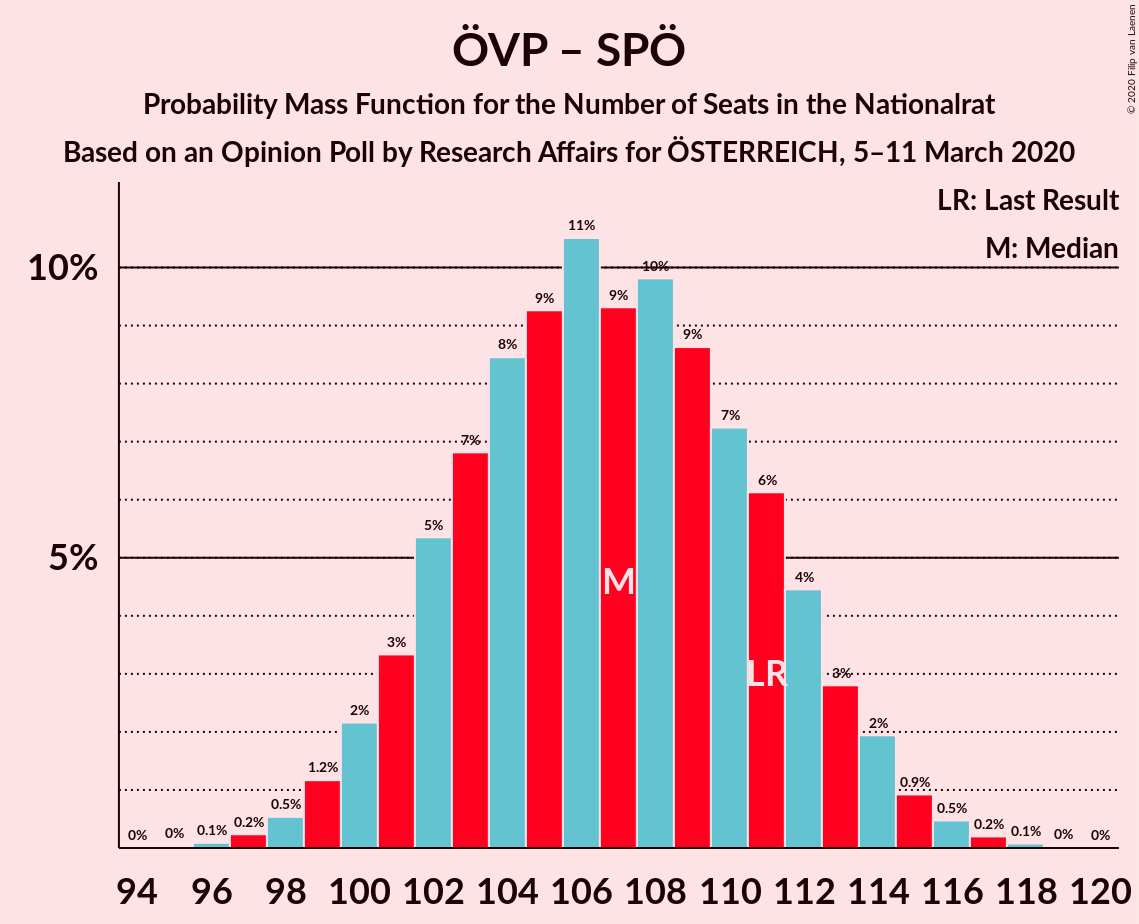 ÖVP – SPÖ
Probability Mass Function for the Number of Seats in the Nationalrat
Based on an Opinion Poll by Research Affairs for ÖSTERREICH, 5–11 March 2020
© 2020 Filip van Laenen
LR: Last Result
M: Median
10%
5%
0% 0% 0.1% 0.2% 0.5% 1.2% 2% 3% 5% 7% 8% 9% 11% 9% 10% 9% 7% 6% 4% 3% 2% 0.9% 0.5% 0.2% 0.1% 0% 0%
M
LR
94 96 98 100 102 104 106 108 110 112 114 116 118 120